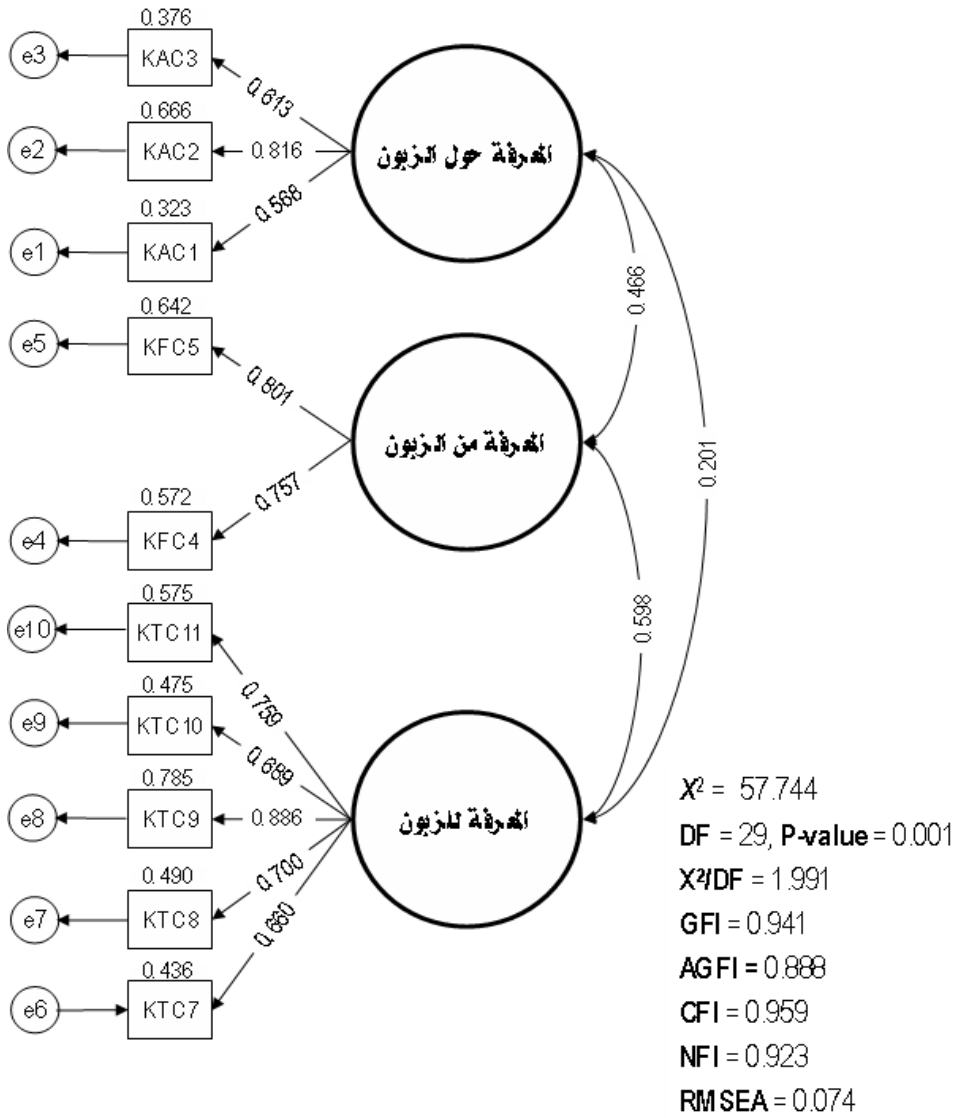 0.376
e3
KAC3
0.613
0.666
e2
KAC2
0.816
المعرفة حول الزبون
0.323
e1
KAC1
0.568
0.466
0.642
e5
KFC5
0.801
المعرفة من الزبون
0.201
0.572
e4
KFC4
0.757
0.575
e10
KTC11
0.759
0.598
0.475
e9
KTC10
0.689
0.785
e8
KTC9
0.886
المعرفة للزبون
0.490
e7
KTC8
0.700
0.436
e6
KTC7
0.660
X² = 57.744
DF = 29, P-value = 0.001
X²/DF = 1.991
GFI = 0.941
AGFI = 0.888
CFI = 0.959
NFI = 0.923
RMSEA = 0.074